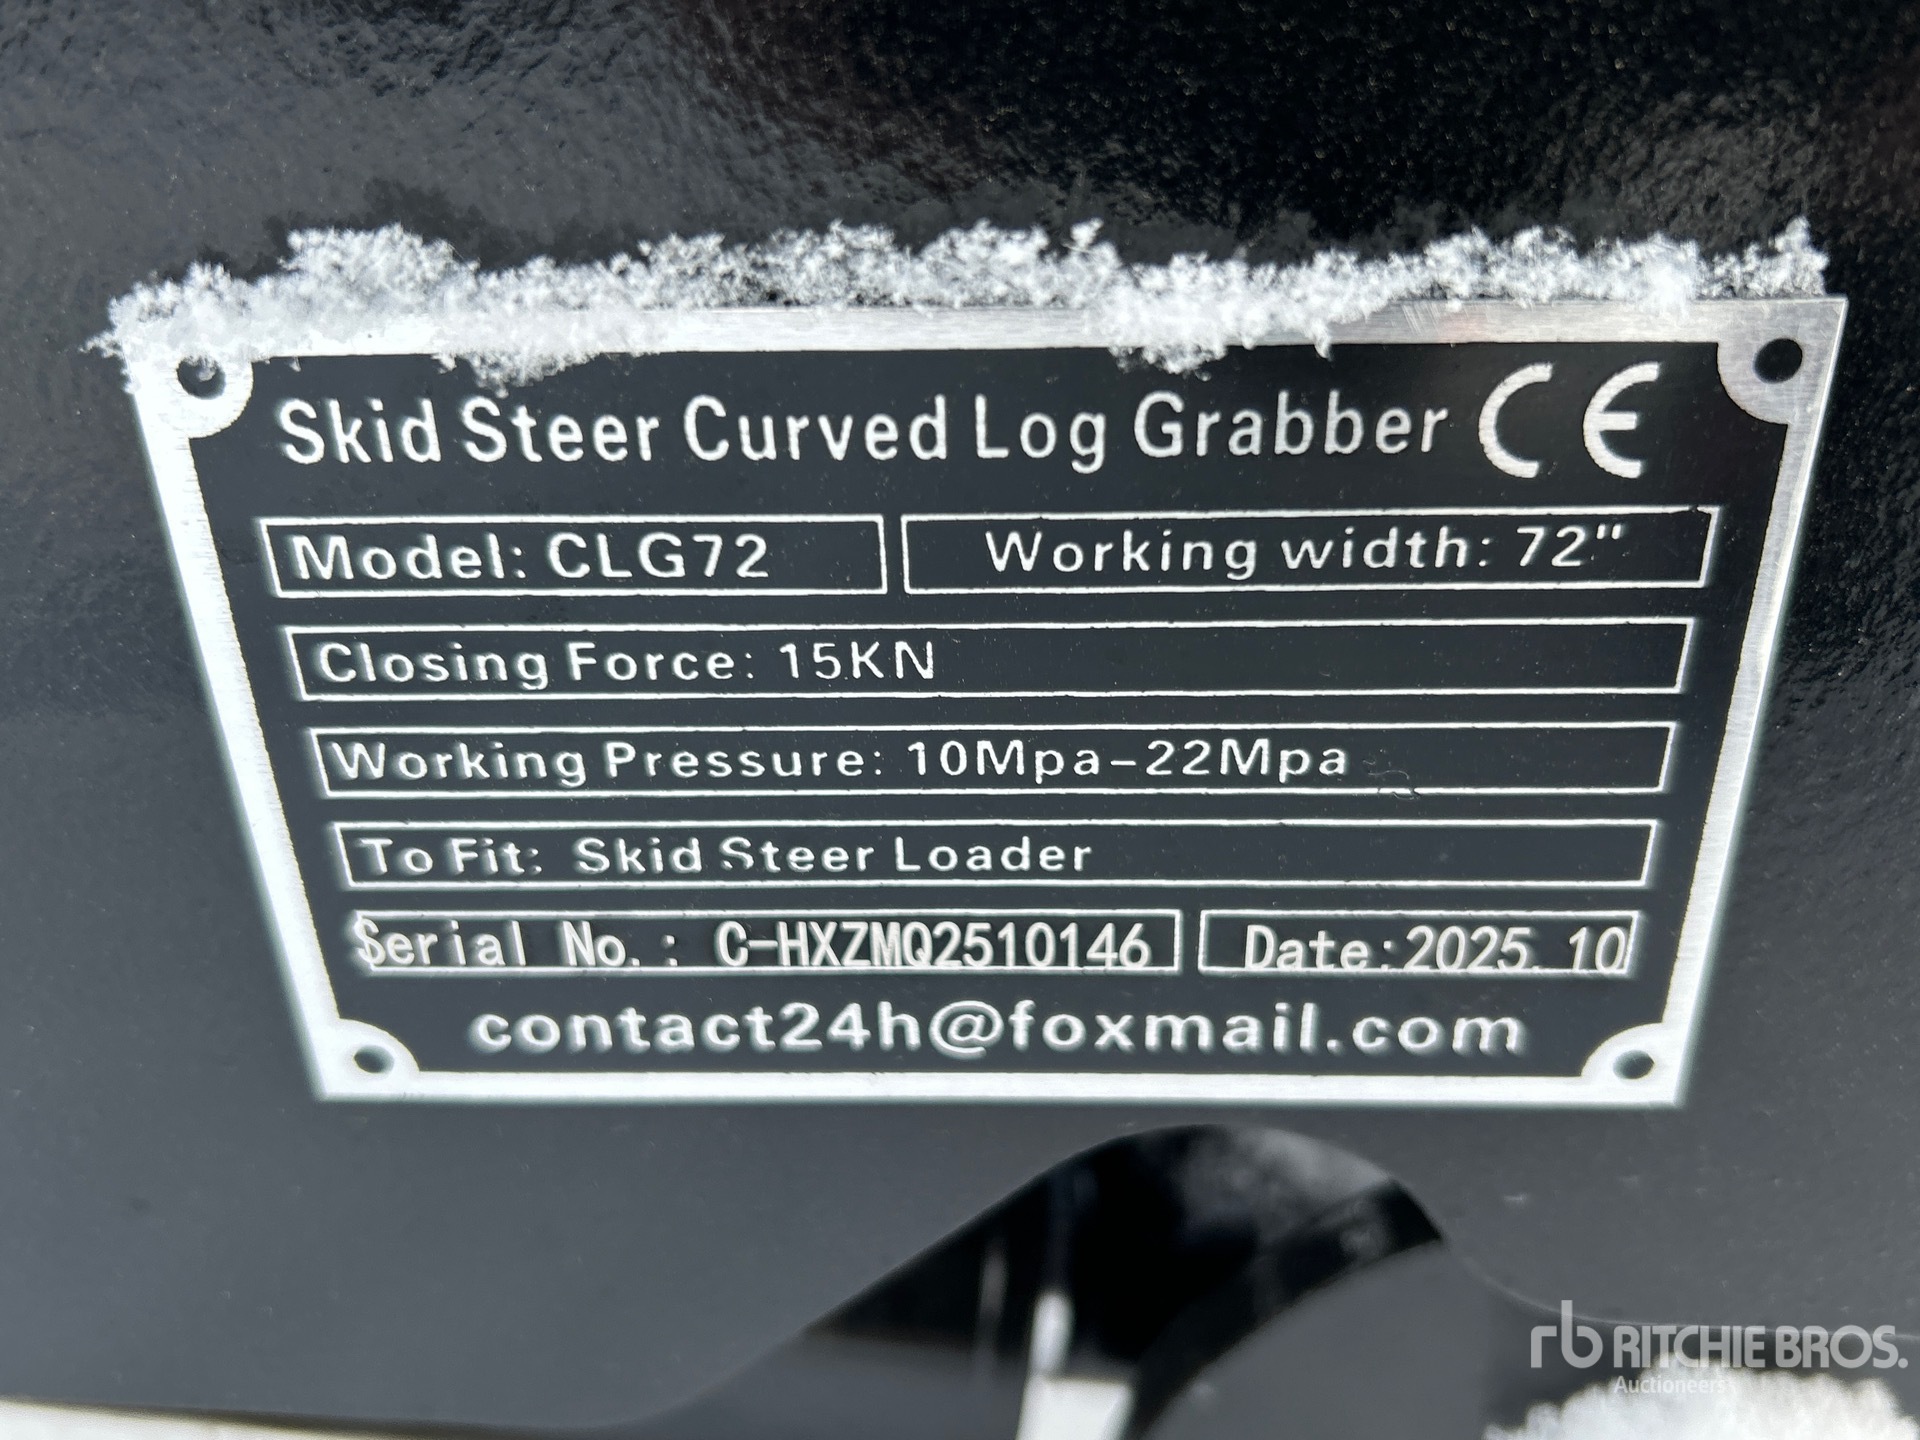 Skid Steer Curved Log Grabber CE
Model: CLG72
Working width: 72"
Closing Force: 15KN
Working Pressure: 10Mpa-22Mpa
To Fit: Skid Steer Loader
Serial No.: C-HXZMQ2510146
Date:2025.10
contact24h@foxmail.com
rb RITCHIE BROS.
Auctioneers